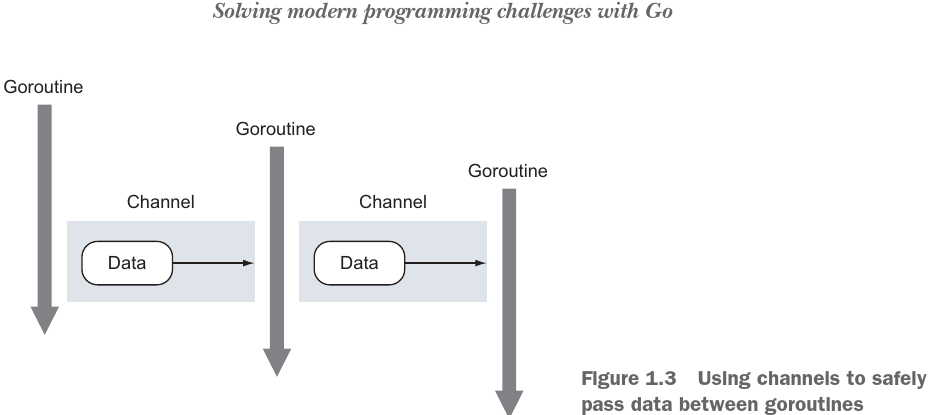 Solving modern programming challenges with Go
Goroutine
Goroutine
Goroutine
Channel
Channel
Data
Data
Figure 1.3 Using channels to safely
pass data between goroutines